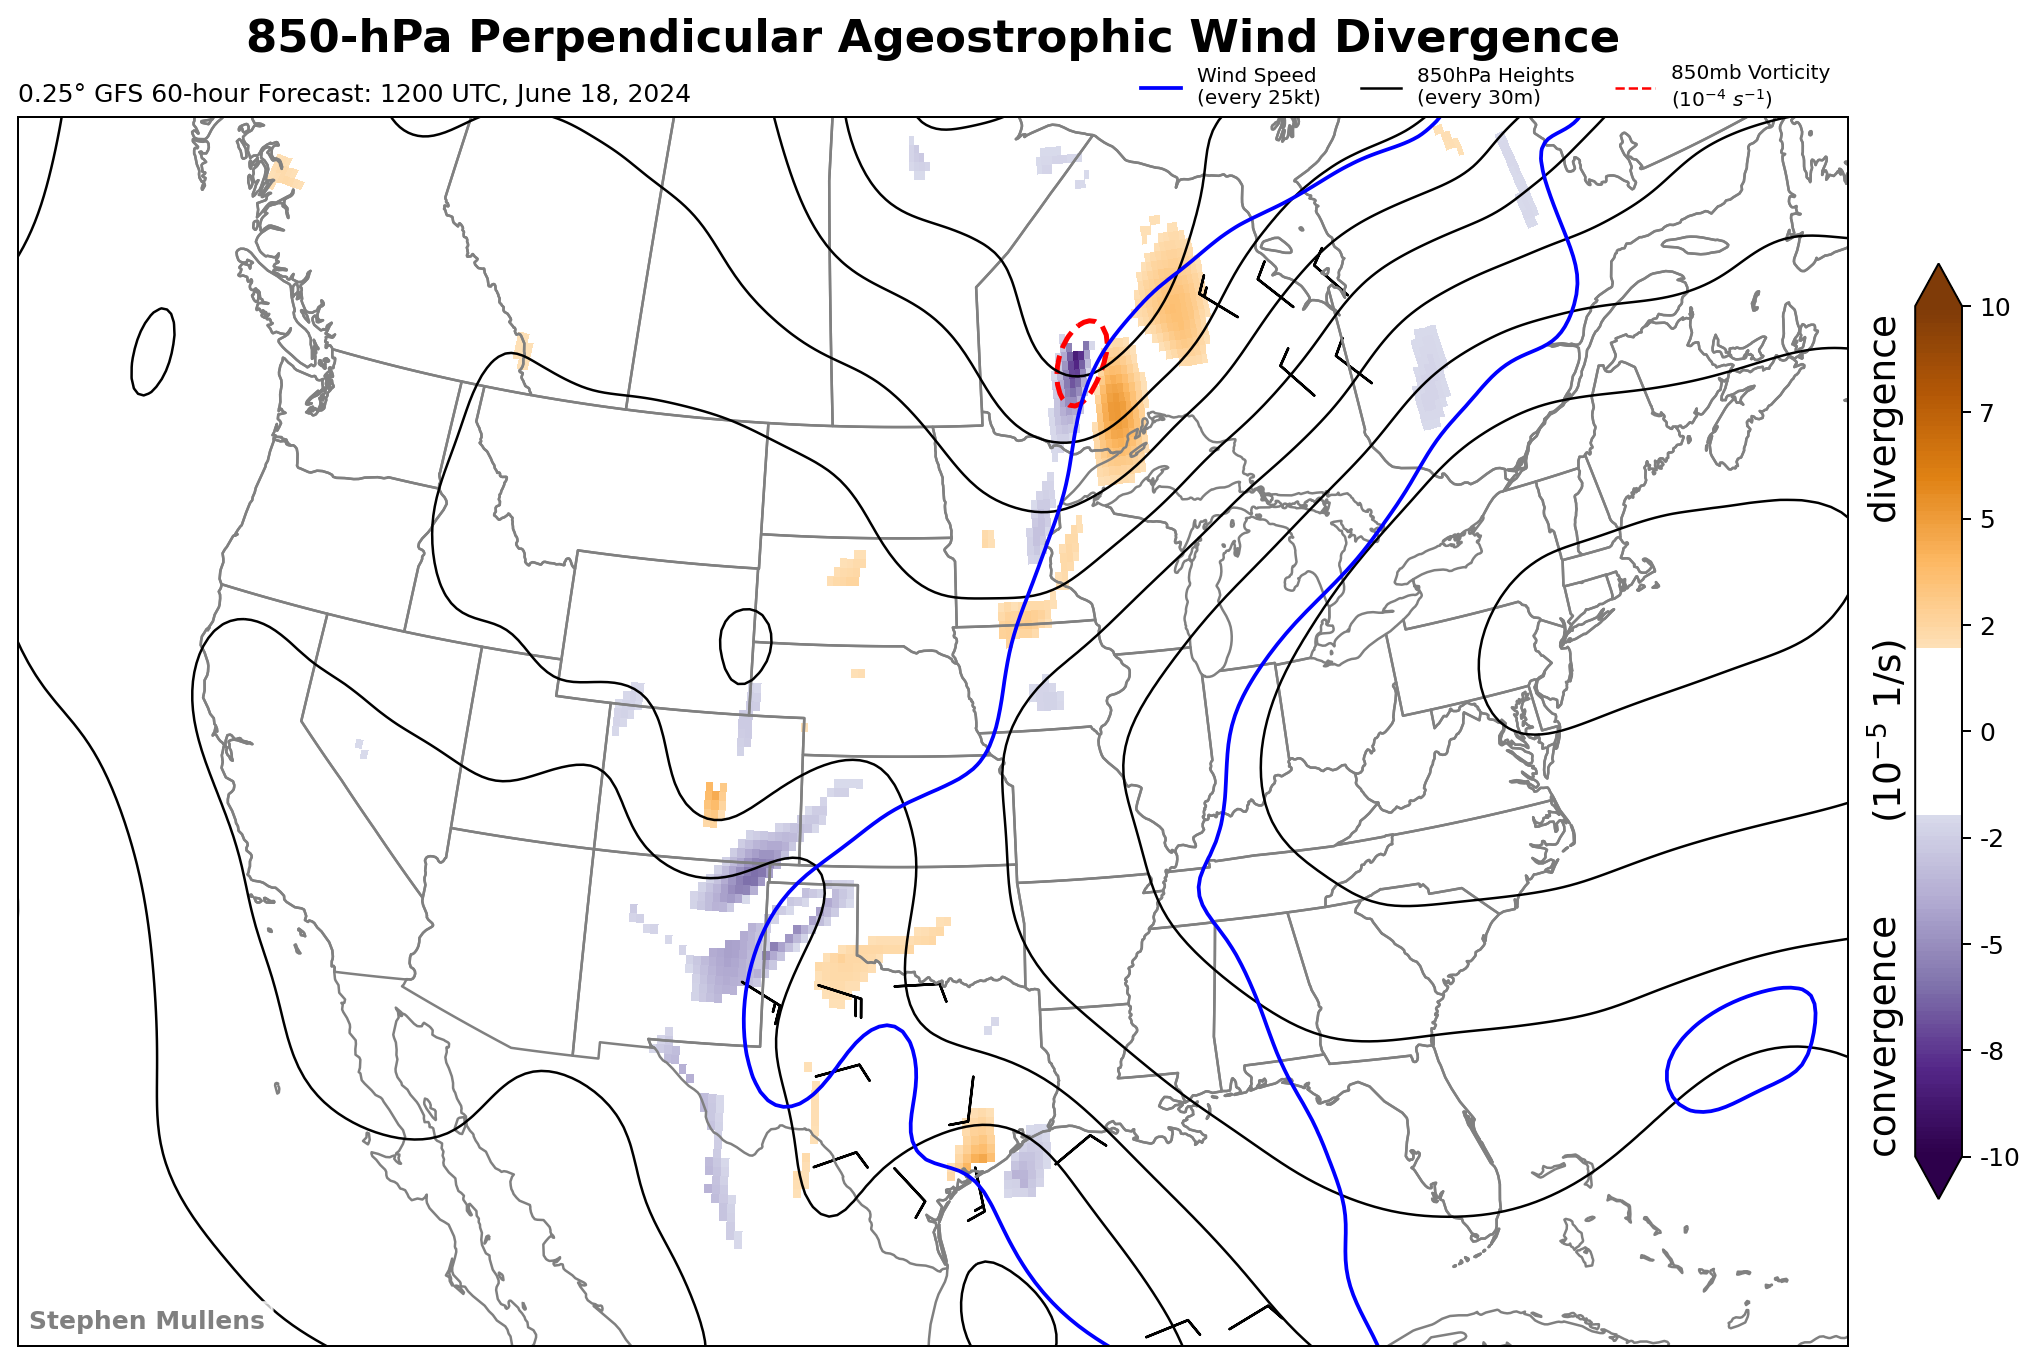 850-hPa Perpendicular Ageostrophic Wind Divergence
0.25° GFS 60-hour Forecast: 1200 UTC, June 18, 2024
Wind Speed
(every 25kt)
850hPa Heights
(every 30m)
850mb Vorticity
(10⁻⁴ s⁻¹)
10
7
5
2
0
-2
-5
-8
-10
convergence (10⁻⁵ 1/s) divergence
Stephen Mullens